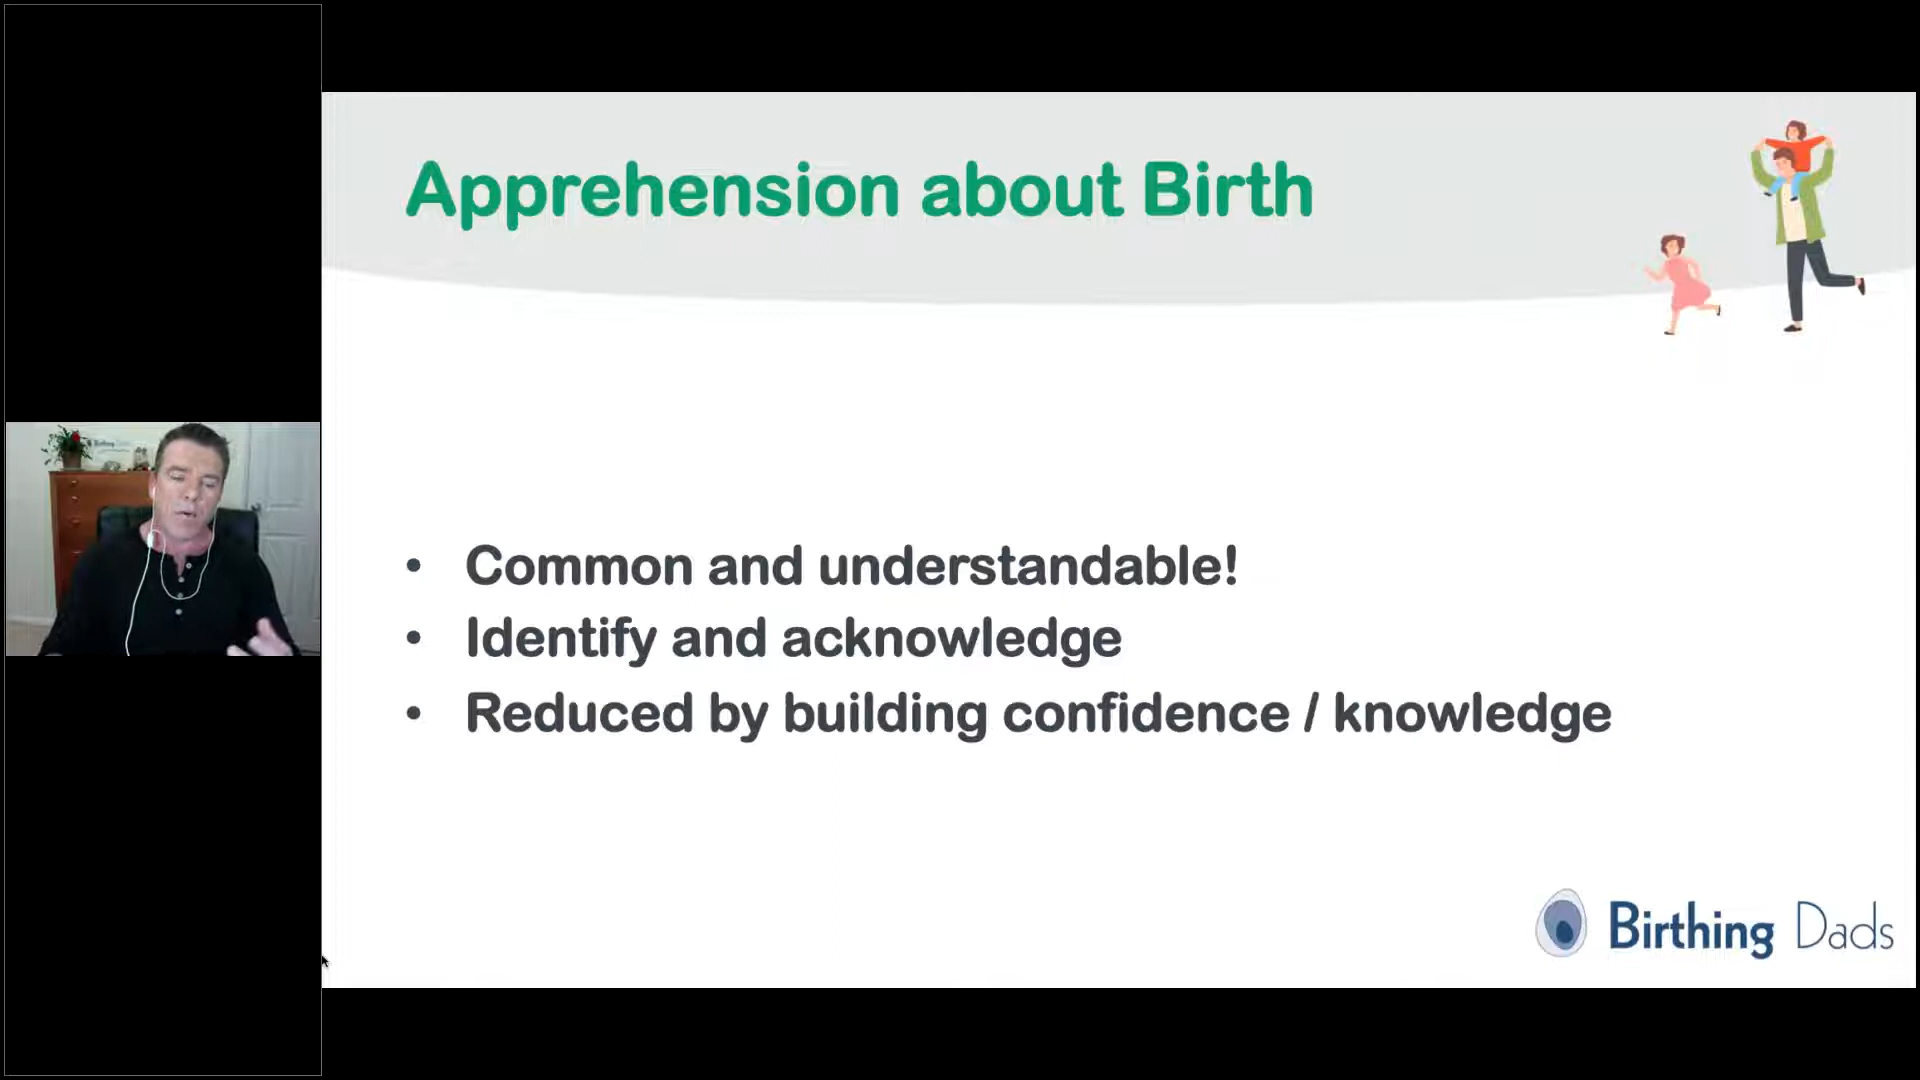 Apprehension about Birth
• Common and understandable!
• Identify and acknowledge
• Reduced by building confidence / knowledge
Birthing Dads